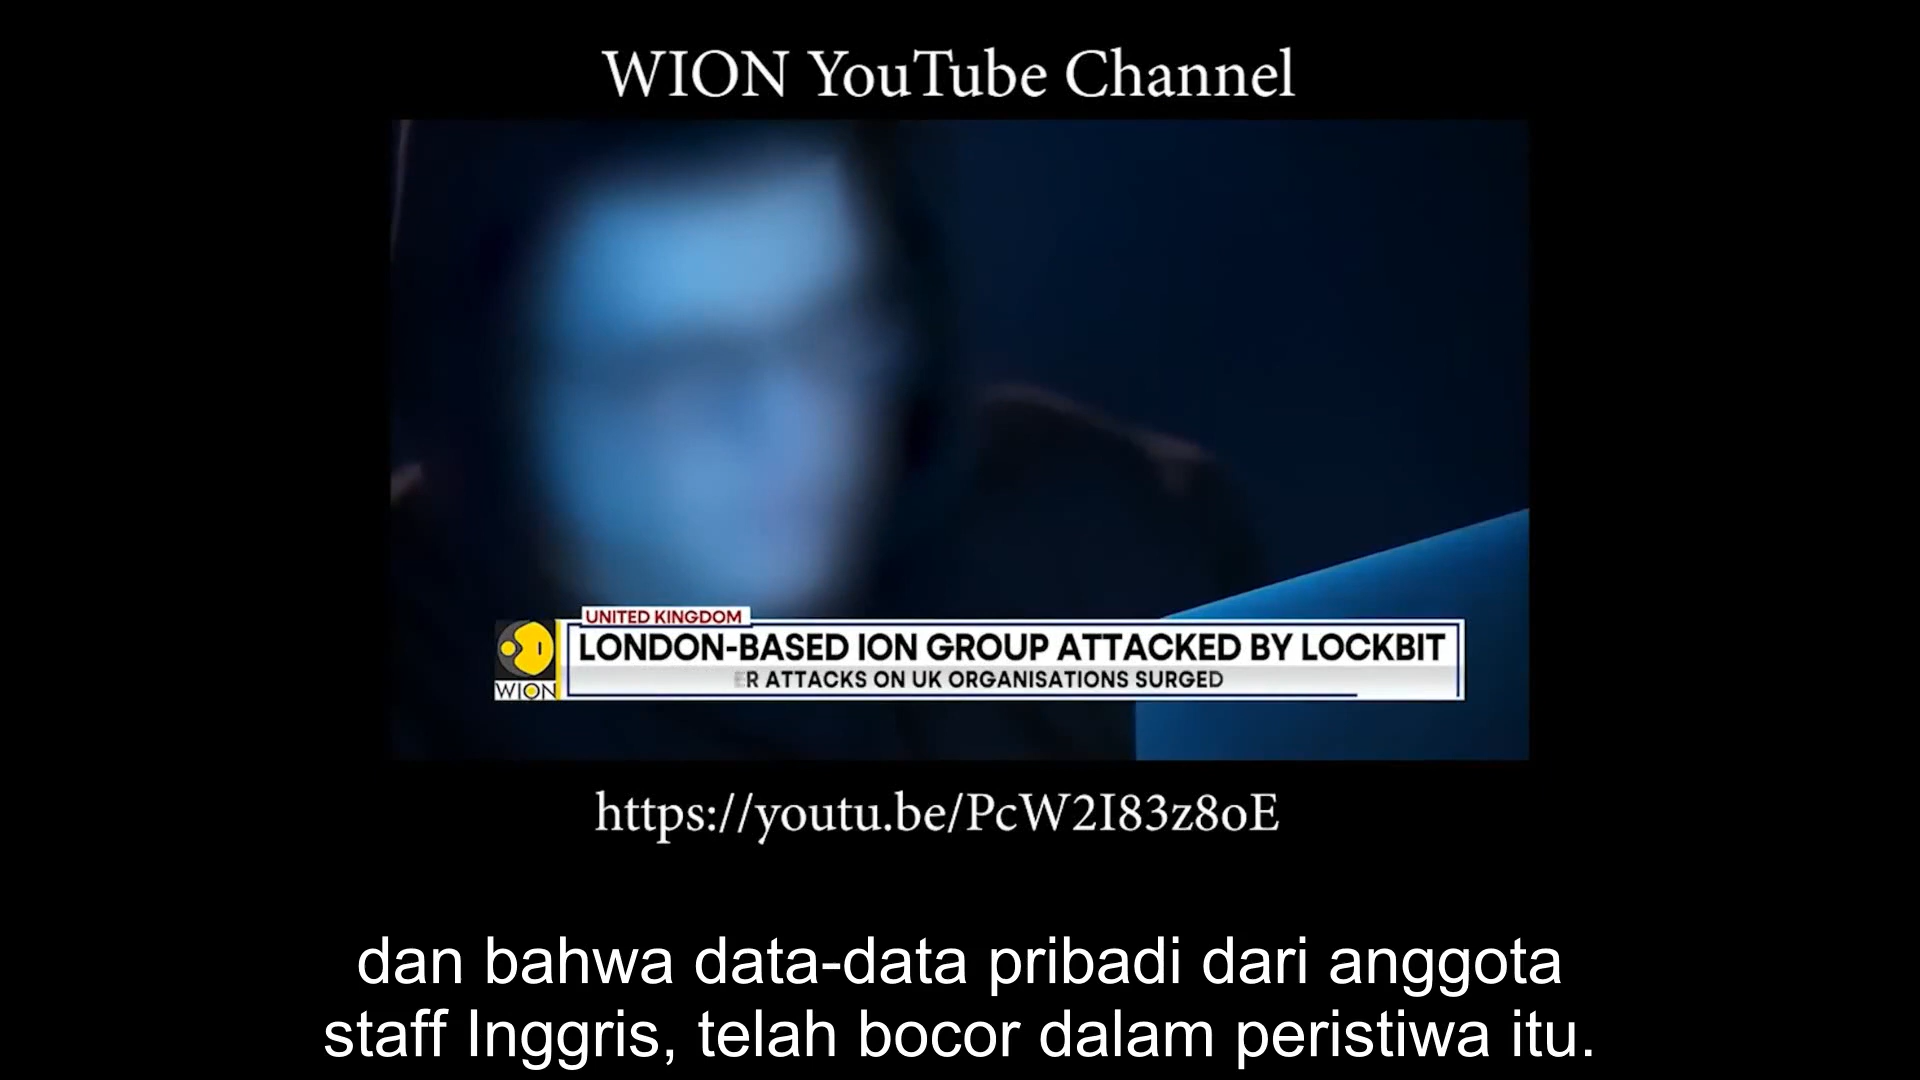 WION YouTube Channel
UNITED KINGDOM
LONDON-BASED ION GROUP ATTACKED BY LOCKBIT
ER ATTACKS ON UK ORGANISATIONS SURGED
WION
https://youtu.be/PcW2I83z8oE
dan bahwa data-data pribadi dari anggota
staff Inggris, telah bocor dalam peristiwa itu.